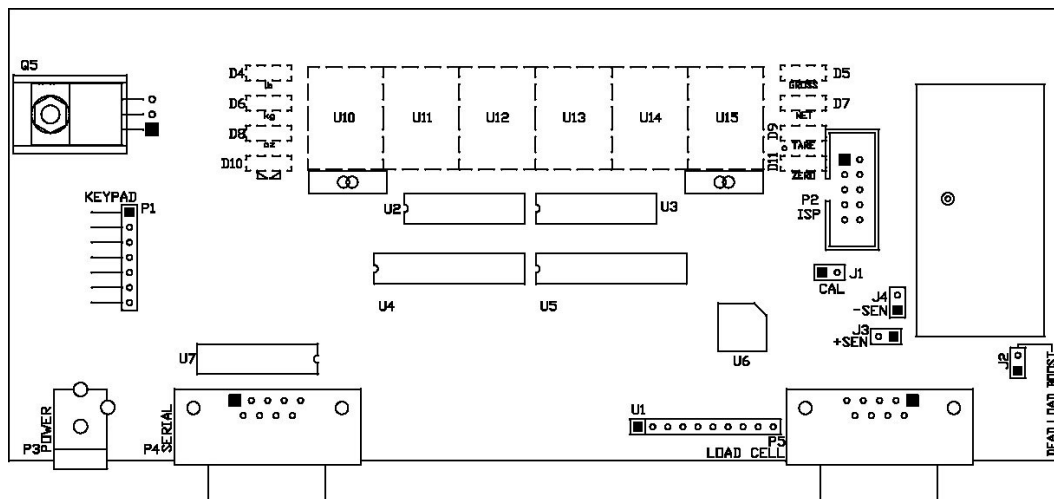 Q5
D4
lb
D6
kg
D8
oz
D10
U10
U11
U12
U13
U14
U15
GROSS
D5
D7
NET
D9
TARE
D11
ZERO
KEYPAD
P1
U2
U3
P2
ISP
U4
U5
J1
CAL
J4
-SEN
J3
+SEN
U6
U7
J2
DEAD LOAD BOOST
POWER
P3
SERIAL
P4
U1
P5
LOAD CELL